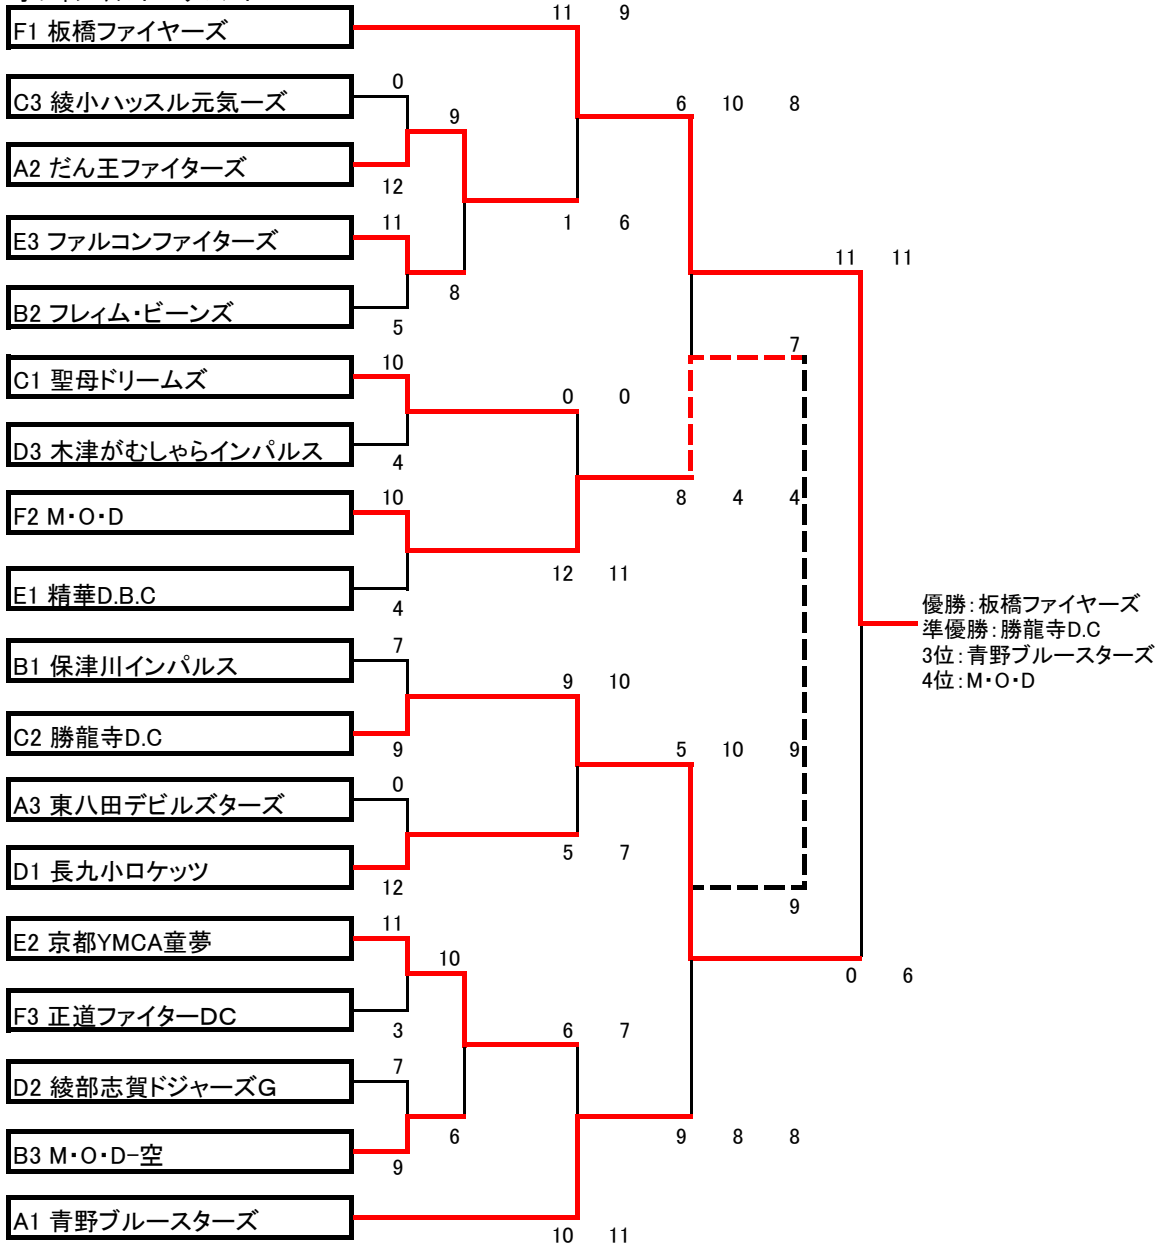 11 9
F1 板橋ファイヤーズ
0
C3 綾小ハッスル元気ーズ
6 10 8
9
A2 だん王ファイターズ
12
11
1 6
E3 ファルコンファイターズ
11 11
8
B2 フレィム・ビーンズ
5
7
10
C1 聖母ドリームズ
0 0
D3 木津がむしゃらインパルス
4
10
8 4 4
F2 M・O・D
12 11
E1 精華D.B.C
4
優勝：板橋ファイヤーズ
準優勝：勝龍寺D.C
3位：青野ブルースターズ
4位：M・O・D
7
B1 保津川インパルス
9 10
C2 勝龍寺D.C
9
5 10 9
0
A3 東八田デビルズターズ
5 7
D1 長九小ロケッツ
12
9
11
E2 京都YMCA童夢
10
0 6
F3 正道ファイターDC
3
6 7
7
D2 綾部志賀ドジャーズG
6
9 8 8
B3 M・O・D-空
9
A1 青野ブルースターズ
10 11